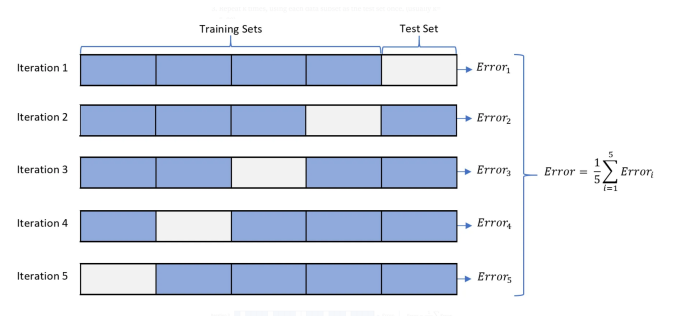 Training Sets
Test Set
Iteration 1
Error₁
Iteration 2
Error₂
Iteration 3
Error₃
Error = 1/5 ∑_{i=1}^{5} Errorᵢ
Iteration 4
Error₄
Iteration 5
Error₅